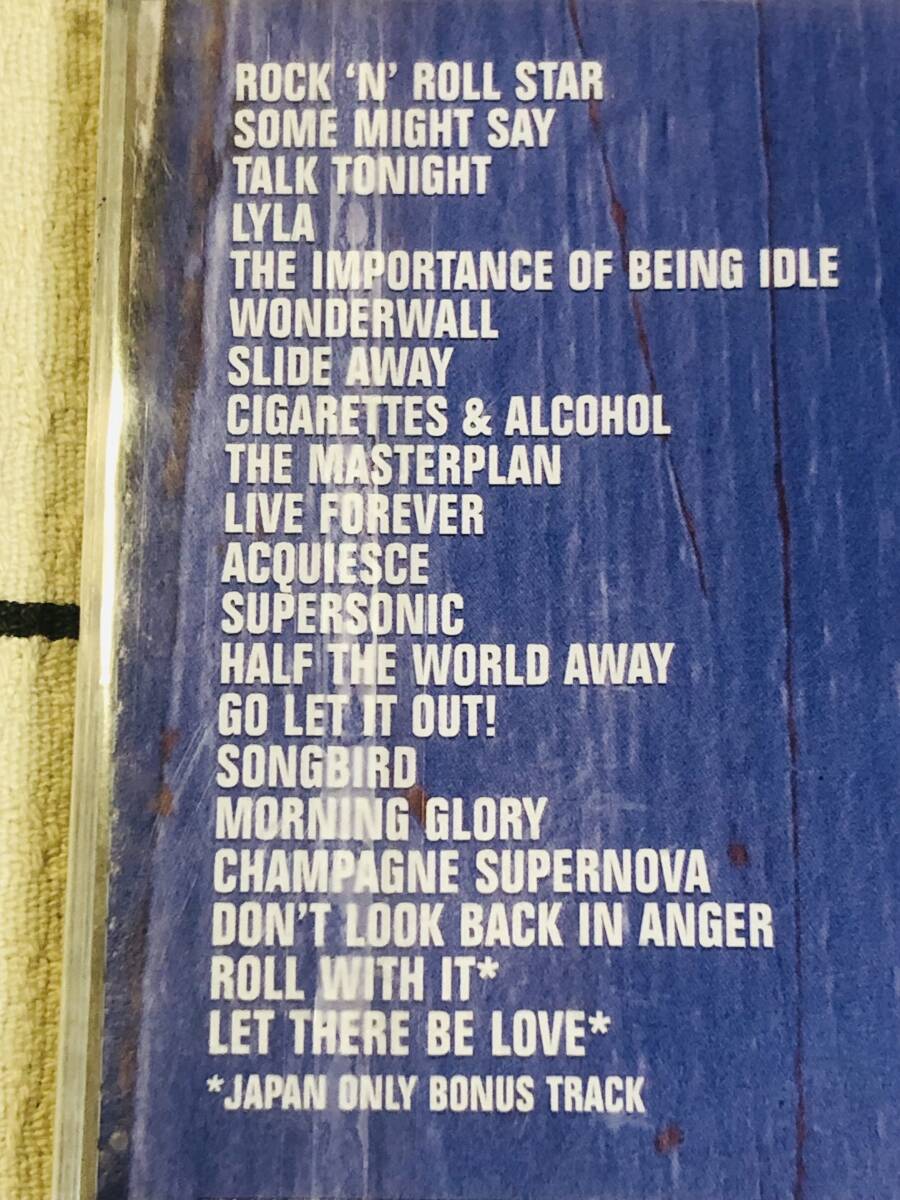 ROCK ‘N’ ROLL STAR
SOME MIGHT SAY
TALK TONIGHT
LYLA
THE IMPORTANCE OF BEING IDLE
WONDERWALL
SLIDE AWAY
CIGARETTES & ALCOHOL
THE MASTERPLAN
LIVE FOREVER
ACQUIESCE
SUPERSONIC
HALF THE WORLD AWAY
GO LET IT OUT!
SONGBIRD
MORNING GLORY
CHAMPAGNE SUPERNOVA
DON’T LOOK BACK IN ANGER
ROLL WITH IT*
LET THERE BE LOVE*
*JAPAN ONLY BONUS TRACK